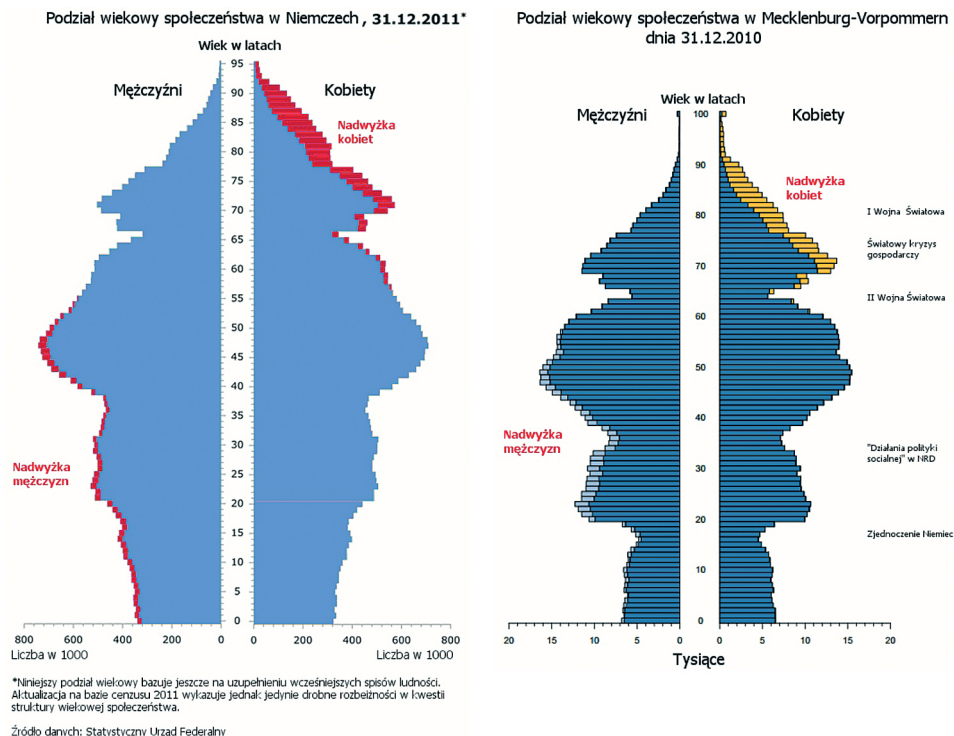 Podział wiekowy społeczeństwa w Niemczech , 31.12.2011*
Wiek w latach
Mężczyźni
Kobiety
Nadwyżka
kobiet
Nadwyżka
mężczyzn
95
90
85
80
75
70
65
60
55
50
45
40
35
30
25
20
15
10
5
0
800
600
400
200
0
0
200
400
600
800
Liczba w 1000
Liczba w 1000
*Niniejszy podział wiekowy bazuje jeszcze na uzupełnieniu wcześniejszych spisów ludności.
Aktualizacja na bazie cenzusu 2011 wykazuje jednak jedynie drobne rozbieżności w kwestii
struktury wiekowej społeczeństwa.
Źródło danych: Statystyczny Urząd Federalny
Podział wiekowy społeczeństwa w Mecklenburg-Vorpommern
dnia 31.12.2010
Wiek w latach
Mężczyźni
Kobiety
Nadwyżka
kobiet
Nadwyżka
mężczyzn
100
90
80
70
60
50
40
30
20
10
0
I Wojna Światowa
Światowy kryzys
gospodarczy
II Wojna Światowa
"Działania polityki
socjalnej" w NRD
Zjednoczenie Niemiec
20
15
10
5
0
0
5
10
15
20
Tysiące